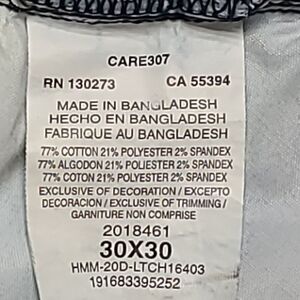 CARE307
RN 130273 CA 55394
MADE IN BANGLADESH
HECHO EN BANGLADESH
FABRIQUE AU BANGLADESH
77% COTTON 21% POLYESTER 2% SPANDEX
77% ALGODON 21% POLIESTER 2% SPANDEX
77% COTON 21% POLYESTER 2% SPANDEX
EXCLUSIVE OF DECORATION / EXCEPTO
DECORACION / EXCLUSIVE OF TRIMMING /
GARNITURE NON COMPRISE
2018461
30X30
HMM-20D-LTCH16403
191683395252